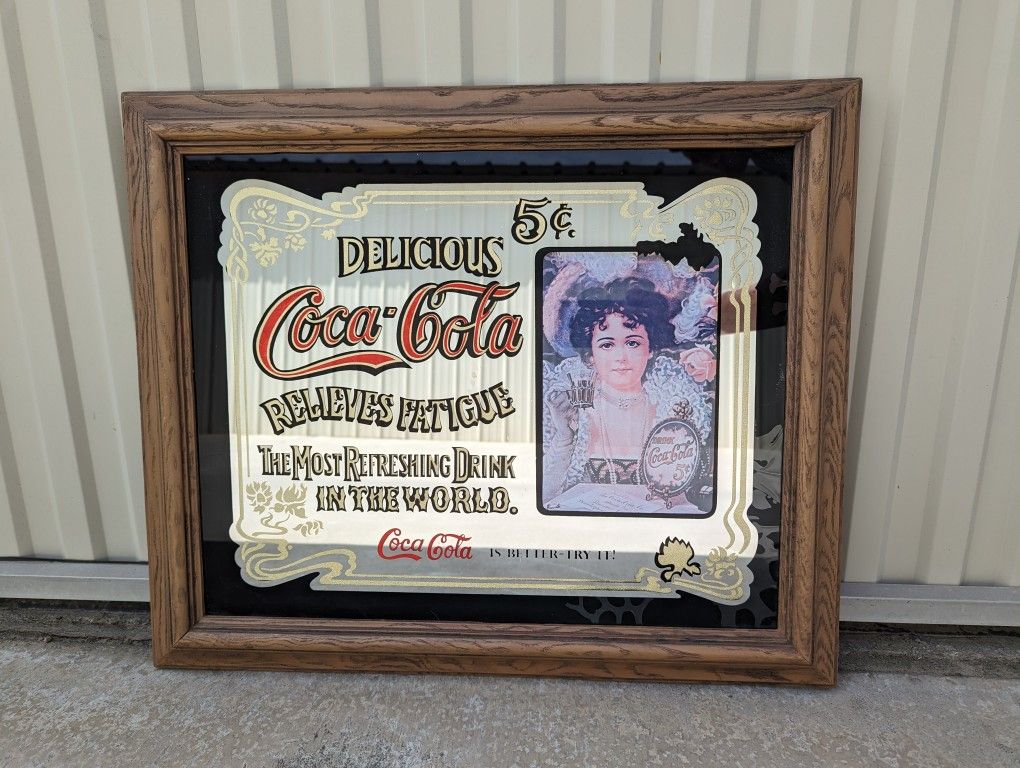 5¢
DELICIOUS
Coca-Cola
RELIEVES FATIGUE
THE MOST REFRESHING DRINK
IN THE WORLD.
Coca Cola IS BETTER-TRY IT!
DRINK
Coca-Cola
5¢